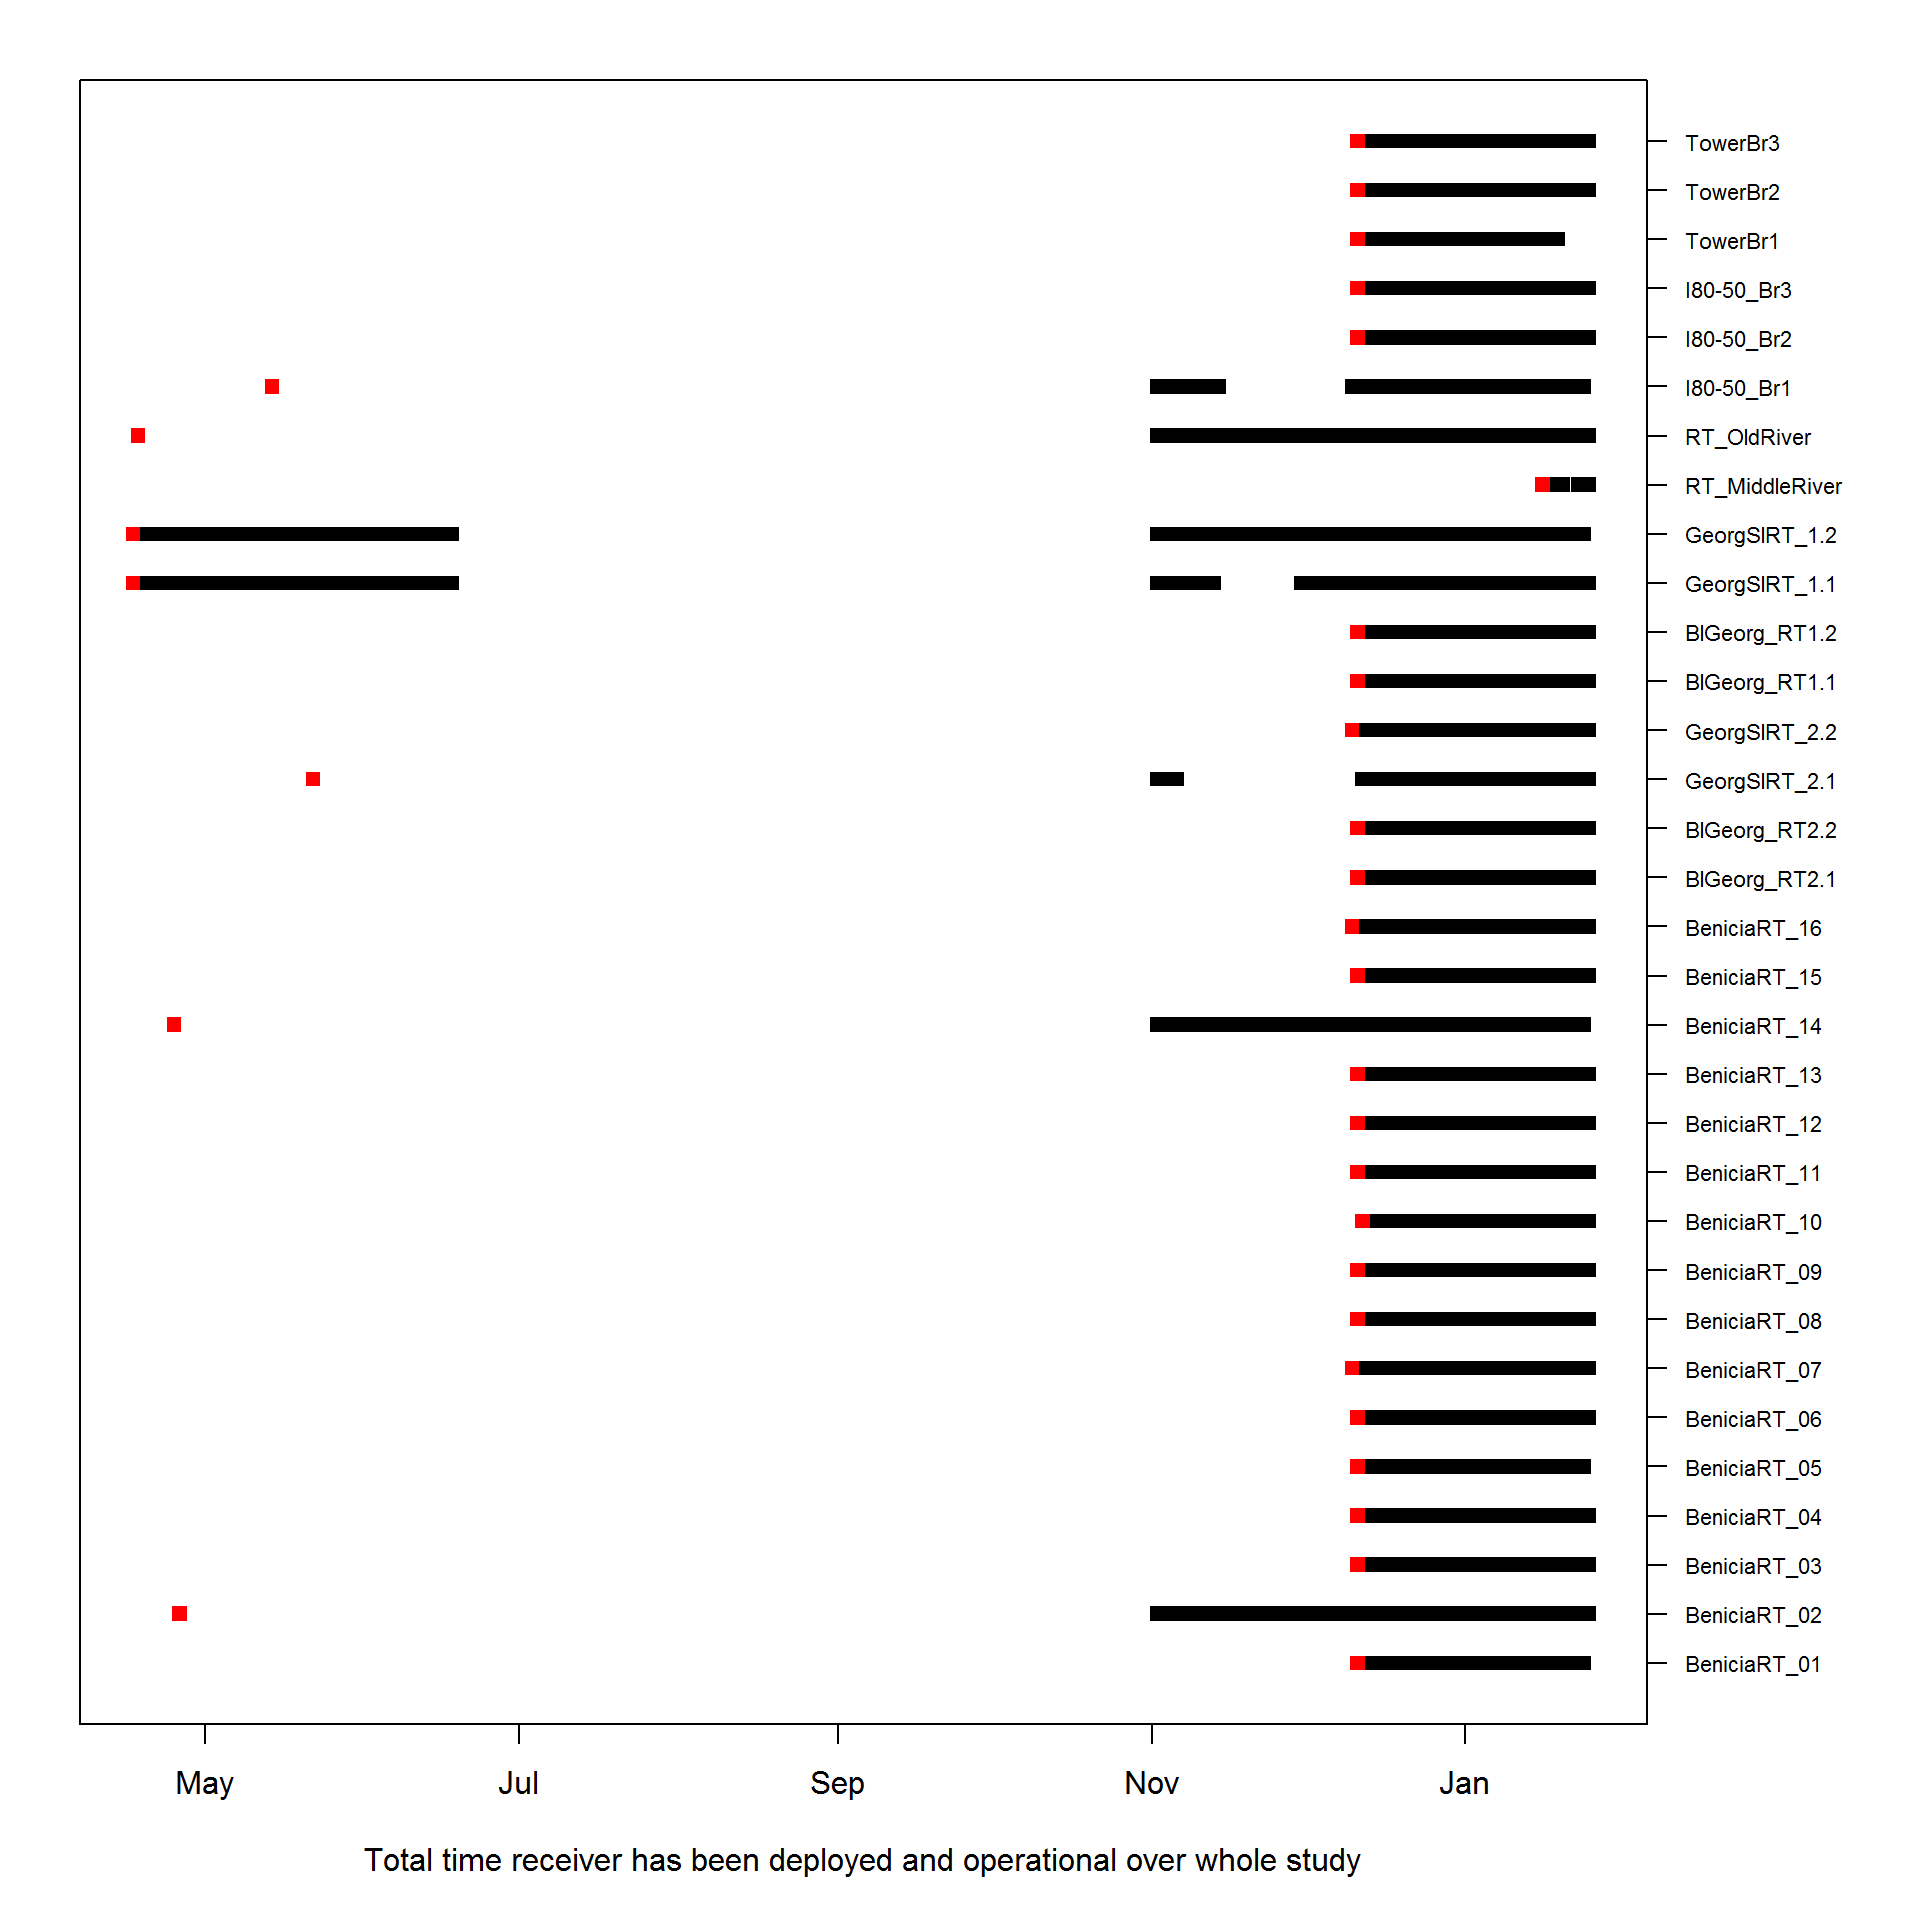 TowerBr3
TowerBr2
TowerBr1
I80-50_Br3
I80-50_Br2
I80-50_Br1
RT_OldRiver
RT_MiddleRiver
GeorgSlRT_1.2
GeorgSlRT_1.1
BlGeorg_RT1.2
BlGeorg_RT1.1
GeorgSlRT_2.2
GeorgSlRT_2.1
BlGeorg_RT2.2
BlGeorg_RT2.1
BeniciaRT_16
BeniciaRT_15
BeniciaRT_14
BeniciaRT_13
BeniciaRT_12
BeniciaRT_11
BeniciaRT_10
BeniciaRT_09
BeniciaRT_08
BeniciaRT_07
BeniciaRT_06
BeniciaRT_05
BeniciaRT_04
BeniciaRT_03
BeniciaRT_02
BeniciaRT_01
May Jul Sep Nov Jan
Total time receiver has been deployed and operational over whole study